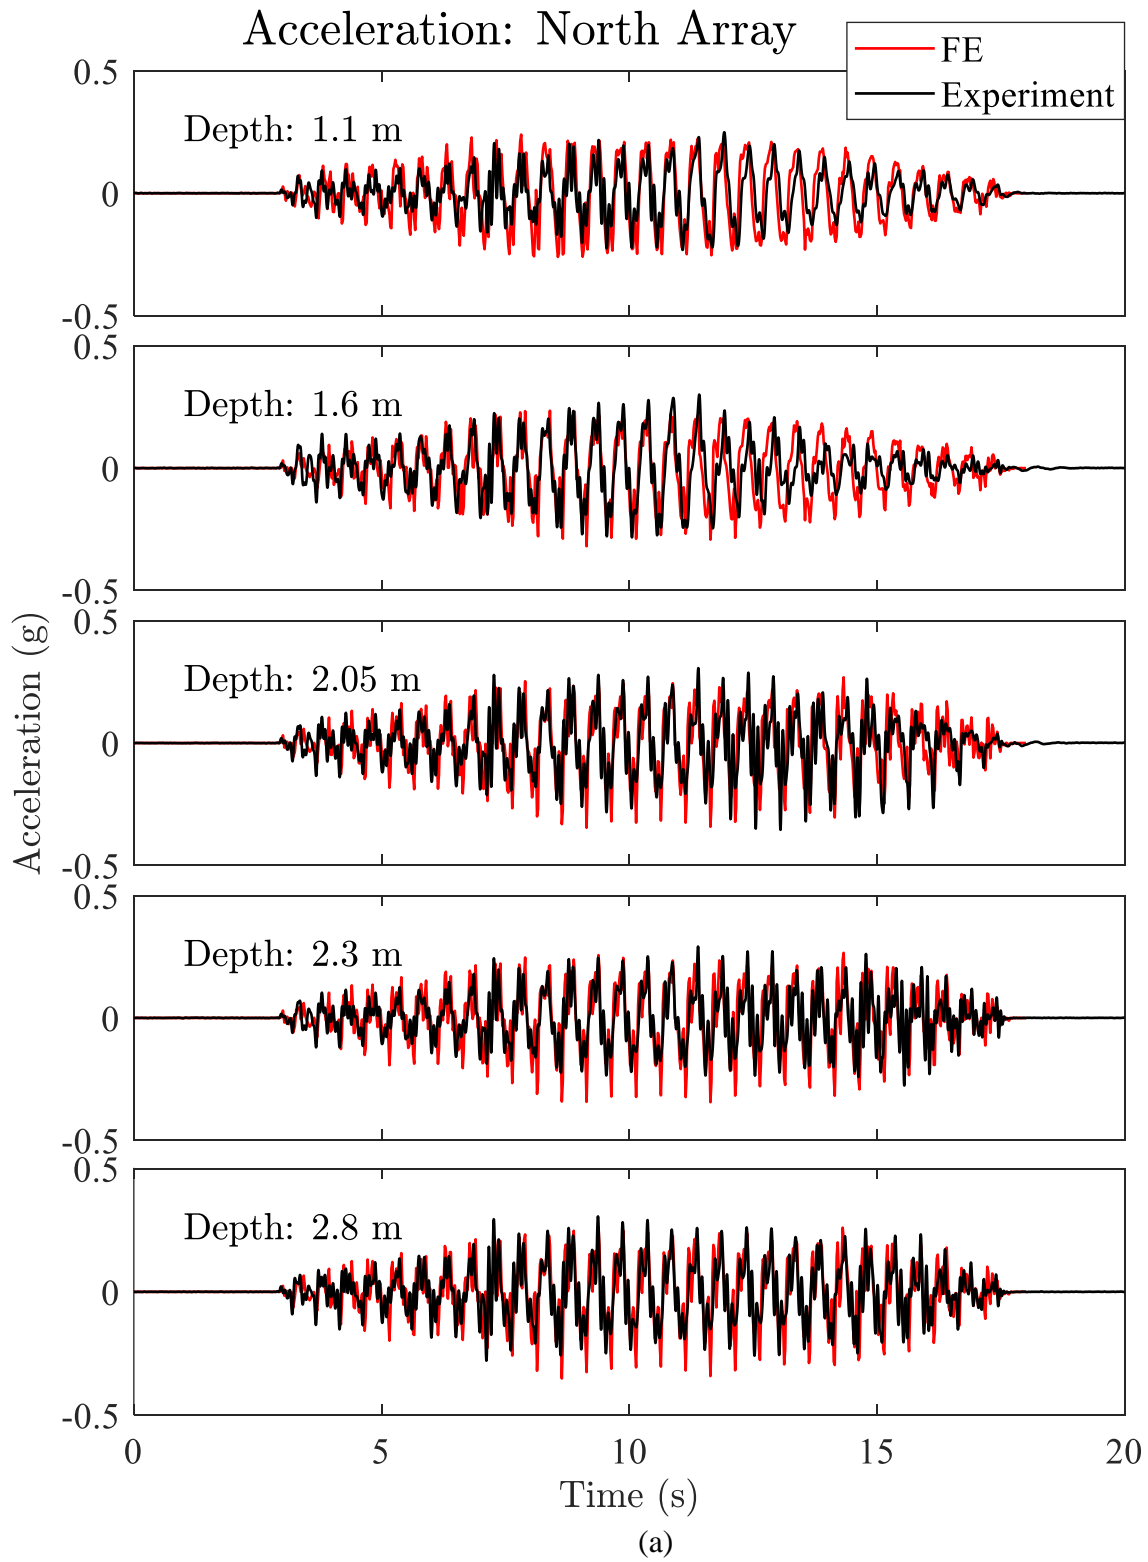 Acceleration: North Array
FE
Experiment
0.5
Depth: 1.1 m
0
-0.5
0.5
Depth: 1.6 m
0
-0.5
0.5
Depth: 2.05 m
0
-0.5
0.5
Depth: 2.3 m
0
-0.5
0.5
Depth: 2.8 m
0
-0.5
Acceleration (g)
0 5 10 15 20
Time (s)
(a)